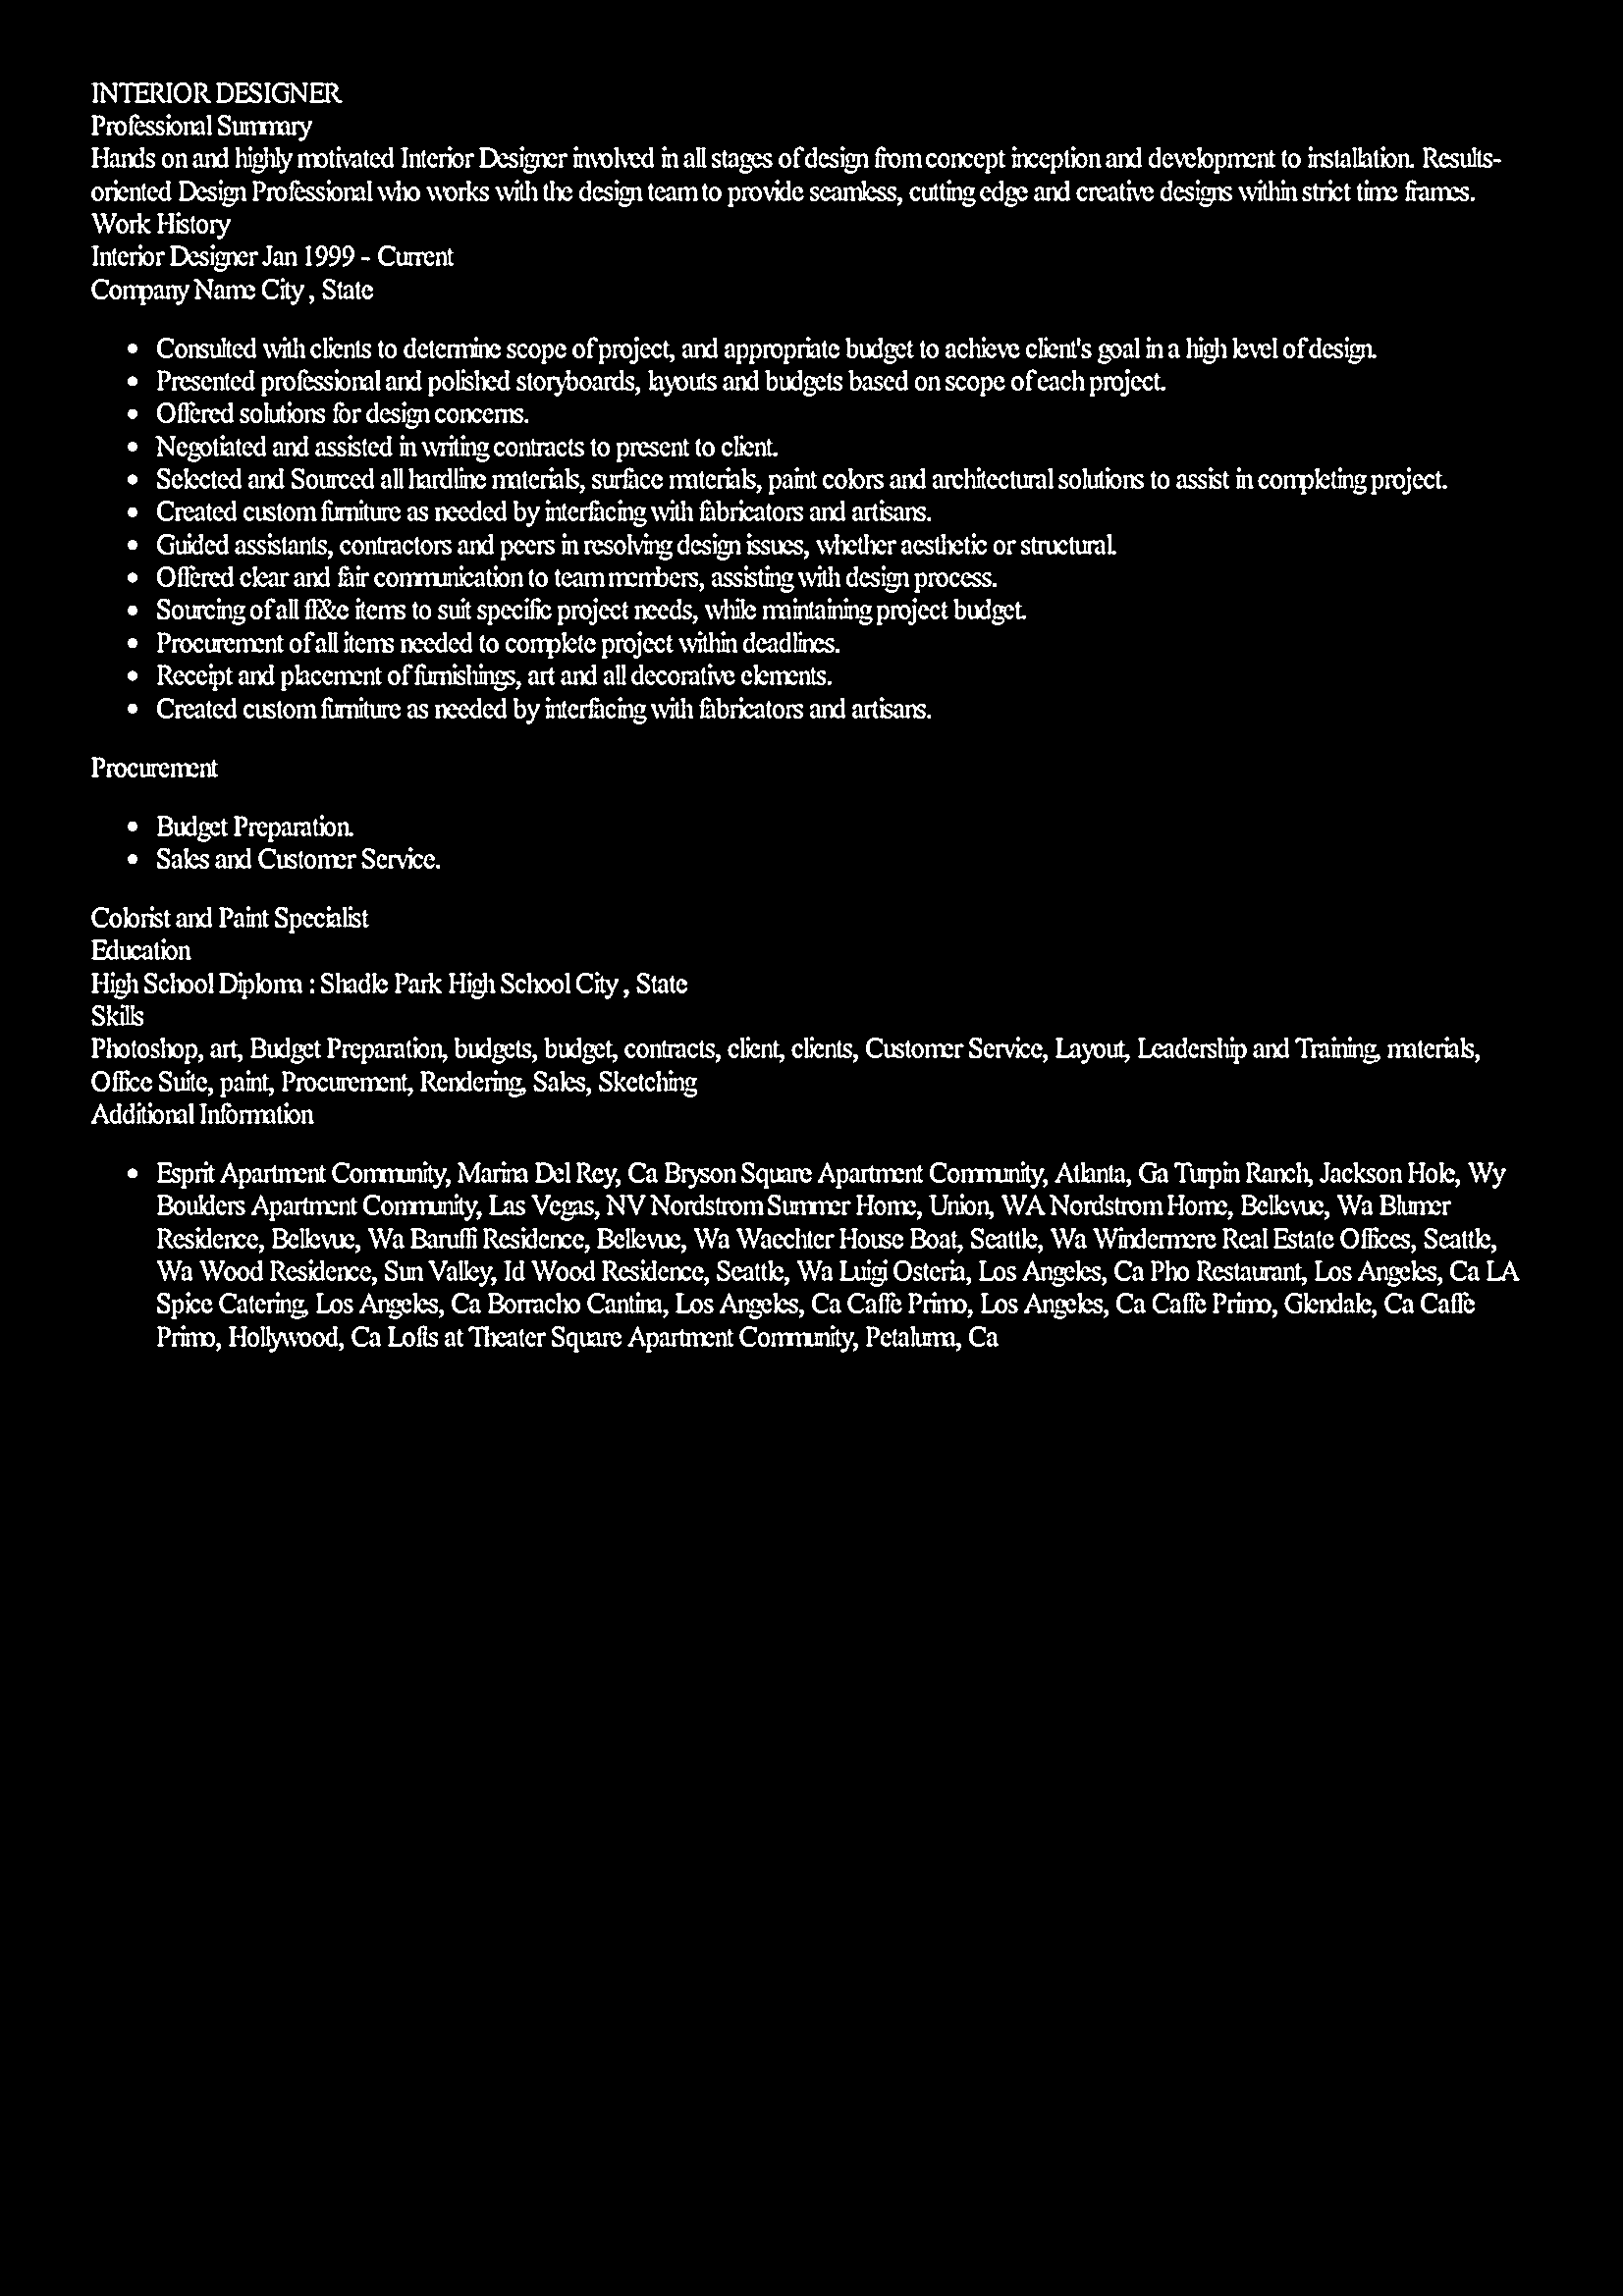 INTERIOR DESIGNER
Professional Summary
Hands on and highly motivated Interior Designer involved in all stages of design from concept inception and development to installation. Results-
oriented Design Professional who works with the design team to provide seamless, cutting edge and creative designs within strict time frames.
Work History
Interior Designer Jan 1999 - Current
Company Name City , State
• Consulted with clients to determine scope of project, and appropriate budget to achieve client's goal in a high level of design.
• Presented professional and polished storyboards, layouts and budgets based on scope of each project.
• Offered solutions for design concerns.
• Negotiated and assisted in writing contracts to present to client.
• Selected and Sourced all hardline materials, surface materials, paint colors and architectural solutions to assist in completing project.
• Created custom furniture as needed by interfacing with fabricators and artisans.
• Guided assistants, contractors and peers in resolving design issues, whether aesthetic or structural.
• Offered clear and fair communication to team members, assisting with design process.
• Sourcing of all ff&e items to suit specific project needs, while maintaining project budget.
• Procurement of all items needed to complete project within deadlines.
• Receipt and placement of furnishings, art and all decorative elements.
• Created custom furniture as needed by interfacing with fabricators and artisans.
Procurement
• Budget Preparation.
• Sales and Customer Service.
Colorist and Paint Specialist
Education
High School Diploma : Shadle Park High School City , State
Skills
Photoshop, art, Budget Preparation, budgets, budget, contracts, client, clients, Customer Service, Layout, Leadership and Training, materials,
Office Suite, paint, Procurement, Rendering, Sales, Sketching
Additional Information
• Esprit Apartment Community, Marina Del Rey, Ca Bryson Square Apartment Community, Atlanta, Ga Turpin Ranch, Jackson Hole, Wy
Boulders Apartment Community, Las Vegas, NV Nordstrom Summer Home, Union, WA Nordstrom Home, Bellevue, Wa Blumer
Residence, Bellevue, Wa Baruffi Residence, Bellevue, Wa Waechter House Boat, Seattle, Wa Windermere Real Estate Offices, Seattle,
Wa Wood Residence, Sun Valley, Id Wood Residence, Seattle, Wa Luigi Osteria, Los Angeles, Ca Pho Restaurant, Los Angeles, Ca LA
Spice Catering, Los Angeles, Ca Borracho Cantina, Los Angeles, Ca Caffe Primo, Los Angeles, Ca Caffe Primo, Glendale, Ca Caffe
Primo, Hollywood, Ca Lofts at Theater Square Apartment Community, Petaluma, Ca